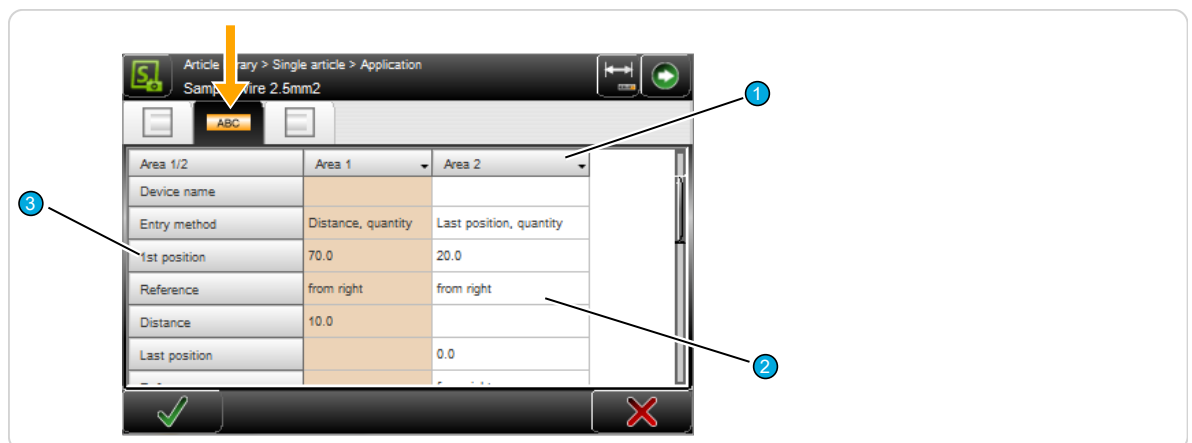 Article rary > Single article > Application
Samp Wire 2.5mm2
ABC
1
Area 1/2 Area 1 Area 2
Device name
3
Entry method Distance, quantity Last position, quantity
1st position 70.0 20.0
Reference from right from right
Distance 10.0
Last position 0.0
2